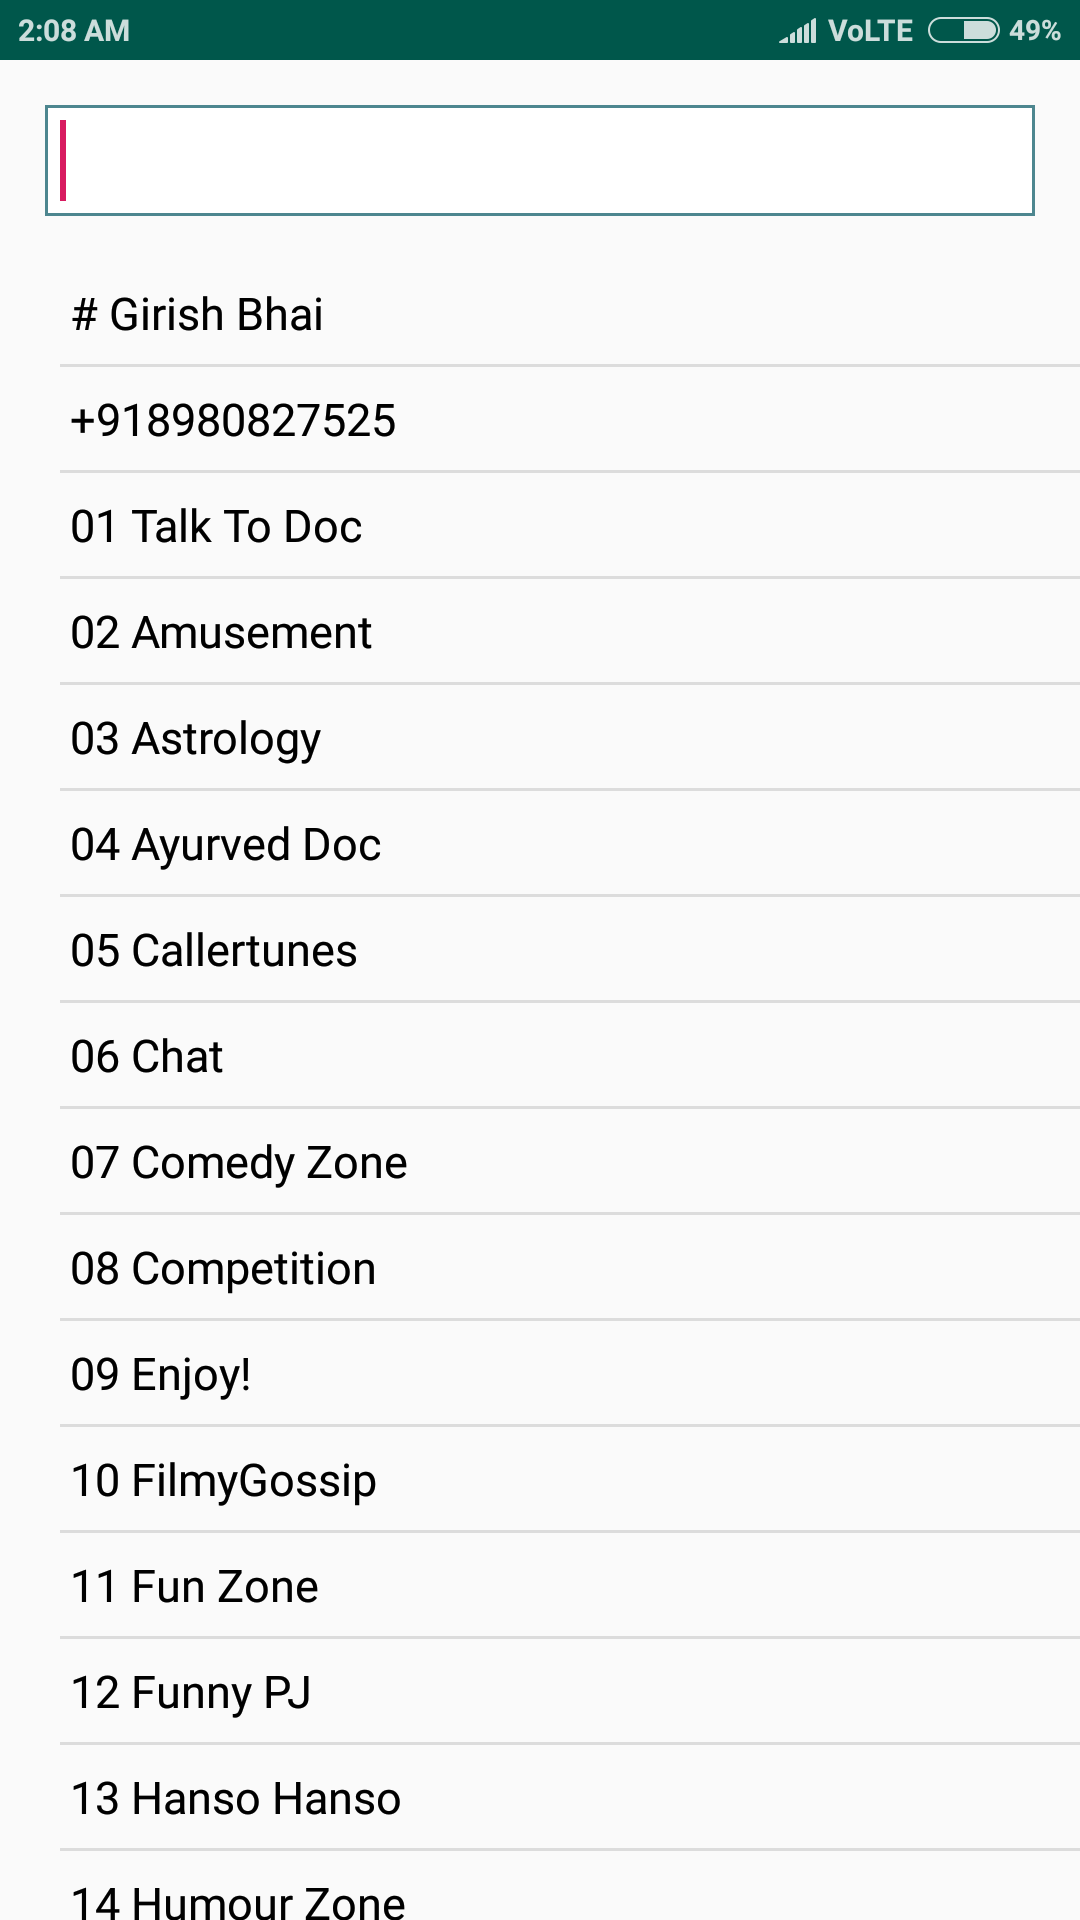 2:08 AM VoLTE 49%
# Girish Bhai
+918980827525
01 Talk To Doc
02 Amusement
03 Astrology
04 Ayurved Doc
05 Callertunes
06 Chat
07 Comedy Zone
08 Competition
09 Enjoy!
10 FilmyGossip
11 Fun Zone
12 Funny PJ
13 Hanso Hanso
14 Humour Zone